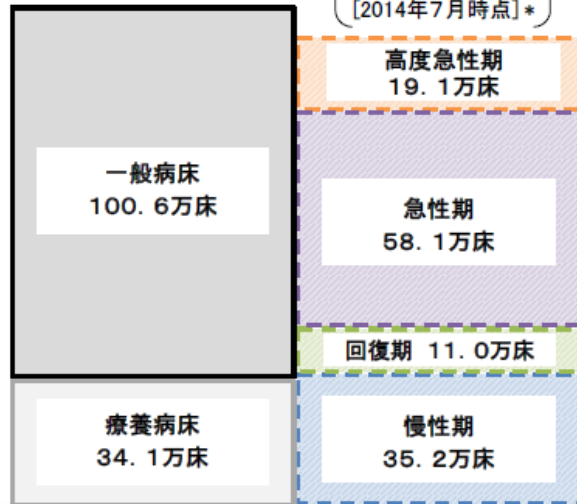 [2014年7月時点]*
一般病床
100.6万床
療養病床
34.1万床
高度急性期
19.1万床
急性期
58.1万床
回復期 11.0万床
慢性期
35.2万床